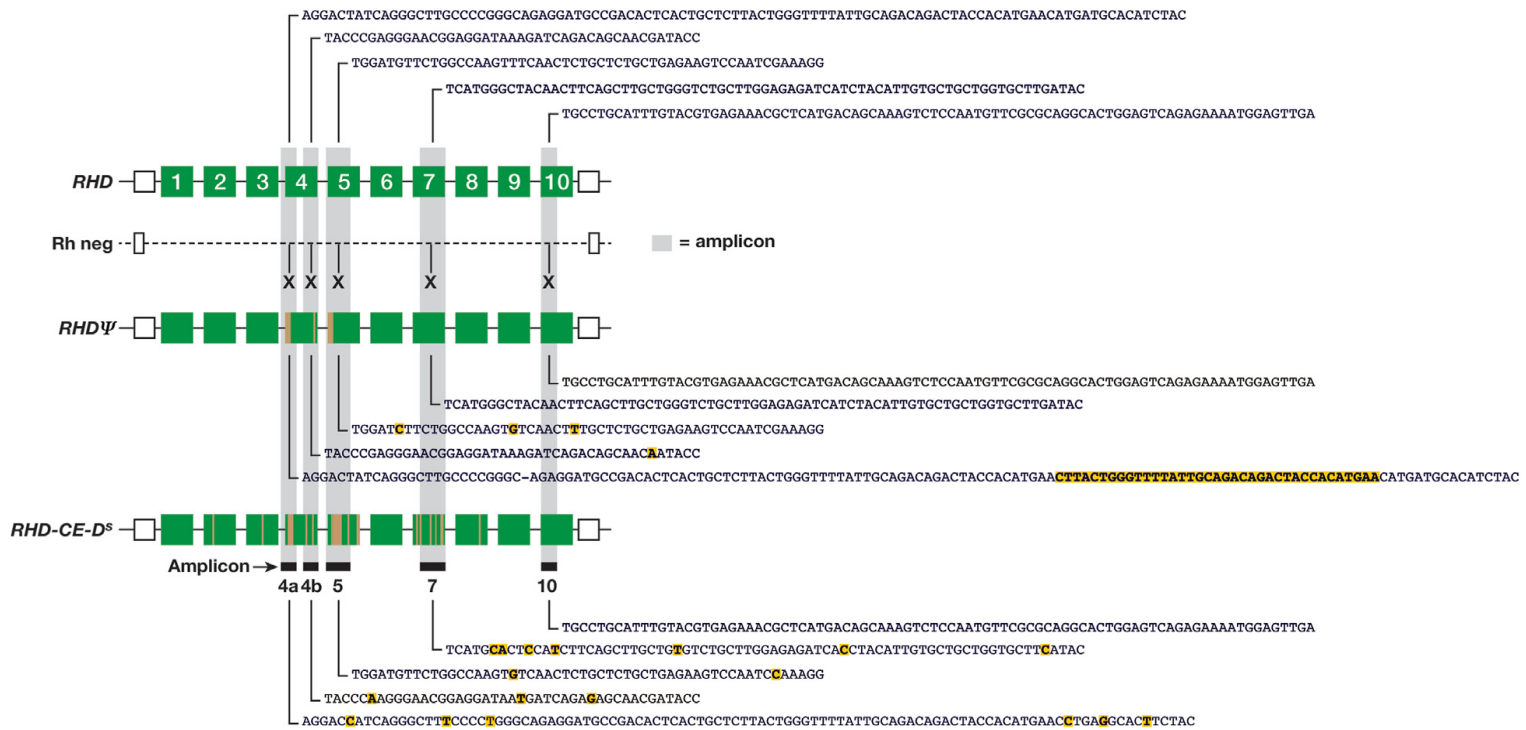 AGGACTATCAGGGCTTGCCCCGGGCAGAGGATGCCGACACTCACTGCTCTTACTGGGTTTTATTGCAGACAGACTACCACATGAACATGATGCACATCTAC
TACCCGAGGGAACGGAGGATAAAGATCAGACAGCAACGATACC
TGGATGTTCTGGCCAAGTTTCAACTCTGCTCTGCTGAGAAGTCCAATCGAAAGG
TCATGGGCTACAACTTCAGCTTGCTGGGTCTGCTTGGAGAGATCATCTACATTGTGCTGCTGGTGCTTGATAC
TGCCTGCATTTGTACGTGAGAAACGCTCATGACAGCAAAGTCTCCAATGTTCGCGCAGGCACTGGAGTCAGAGAAAATGGAGTTGA
RHD 1 2 3 4 5 6 7 8 9 10
Rh neg
= amplicon
X X X X X
RHDΨ
TGCCTGCATTTGTACGTGAGAAACGCTCATGACAGCAAAGTCTCCAATGTTCGCGCAGGCACTGGAGTCAGAGAAAATGGAGTTGA
TCATGGGCTACAACTTCAGCTTGCTGGGTCTGCTTGGAGAGATCATCTACATTGTGCTGCTGGTGCTTGATAC
TGGATCTTCTGGCCAAGTGTCAACTTTGCTCTGCTGAGAAGTCCAATCGAAAGG
TACCCGAGGGAACGGAGGATAAAGATCAGACAGCAACAATACC
AGGACTATCAGGGCTTGCCCCGGGC-AGAGGATGCCGACACTCACTGCTCTTACTGGGTTTTATTGCAGACAGACTACCACATGAACTTACTGGGTTTTATTGCAGACAGACTACCACATGAACATGATGCACATCTAC
RHD-CE-Dˢ
Amplicon
4a 4b 5 7 10
TGCCTGCATTTGTACGTGAGAAACGCTCATGACAGCAAAGTCTCCAATGTTCGCGCAGGCACTGGAGTCAGAGAAAATGGAGTTGA
TCATGCACTCCATCTTCAGCTTGCTGTGTCTGCTTGGAGAGATCACCTACATTGTGCTGCTGGTGCTTCATAC
TGGATGTTCTGGCCAAGTGTCAACTCTGCTCTGCTGAGAAGTCCAATCCAAAGG
TACCCAAGGGAACGGAGGATAATGATCAGAGAGCAACGATACC
AGGACCATCAGGGCTTTCCCCTGGGCAGAGGATGCCGACACTCACTGCTCTTACTGGGTTTTATTGCAGACAGACTACCACATGAACCTGAGGCACTTCTAC